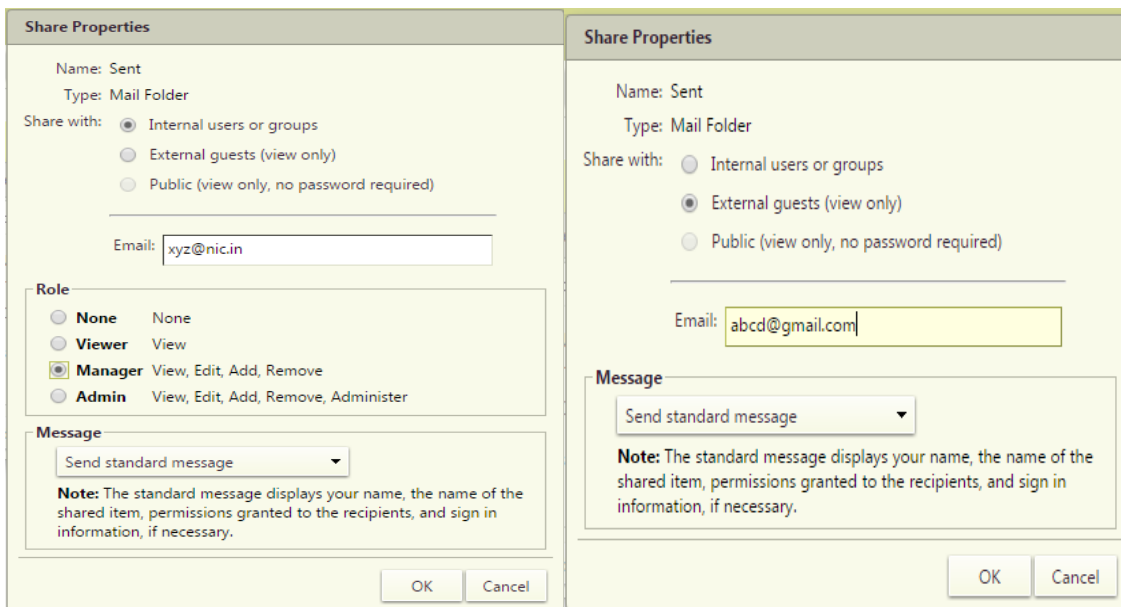 Share Properties
Name: Sent
Type: Mail Folder
Share with: Internal users or groups
External guests (view only)
Public (view only, no password required)
Email: xyz@nic.in
Role
None None
Viewer View
Manager View, Edit, Add, Remove
Admin View, Edit, Add, Remove, Administer
Message
Send standard message
Note: The standard message displays your name, the name of the
shared item, permissions granted to the recipients, and sign in
information, if necessary.
OK Cancel
Share Properties
Name: Sent
Type: Mail Folder
Share with: Internal users or groups
External guests (view only)
Public (view only, no password required)
Email: abcd@gmail.com
Message
Send standard message
Note: The standard message displays your name, the name of the
shared item, permissions granted to the recipients, and sign in
information, if necessary.
OK Cancel